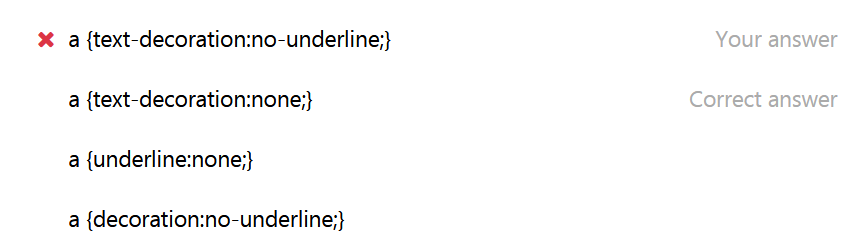 a {text-decoration:no-underline;} Your answer
a {text-decoration:none;} Correct answer
a {underline:none;}
a {decoration:no-underline;}